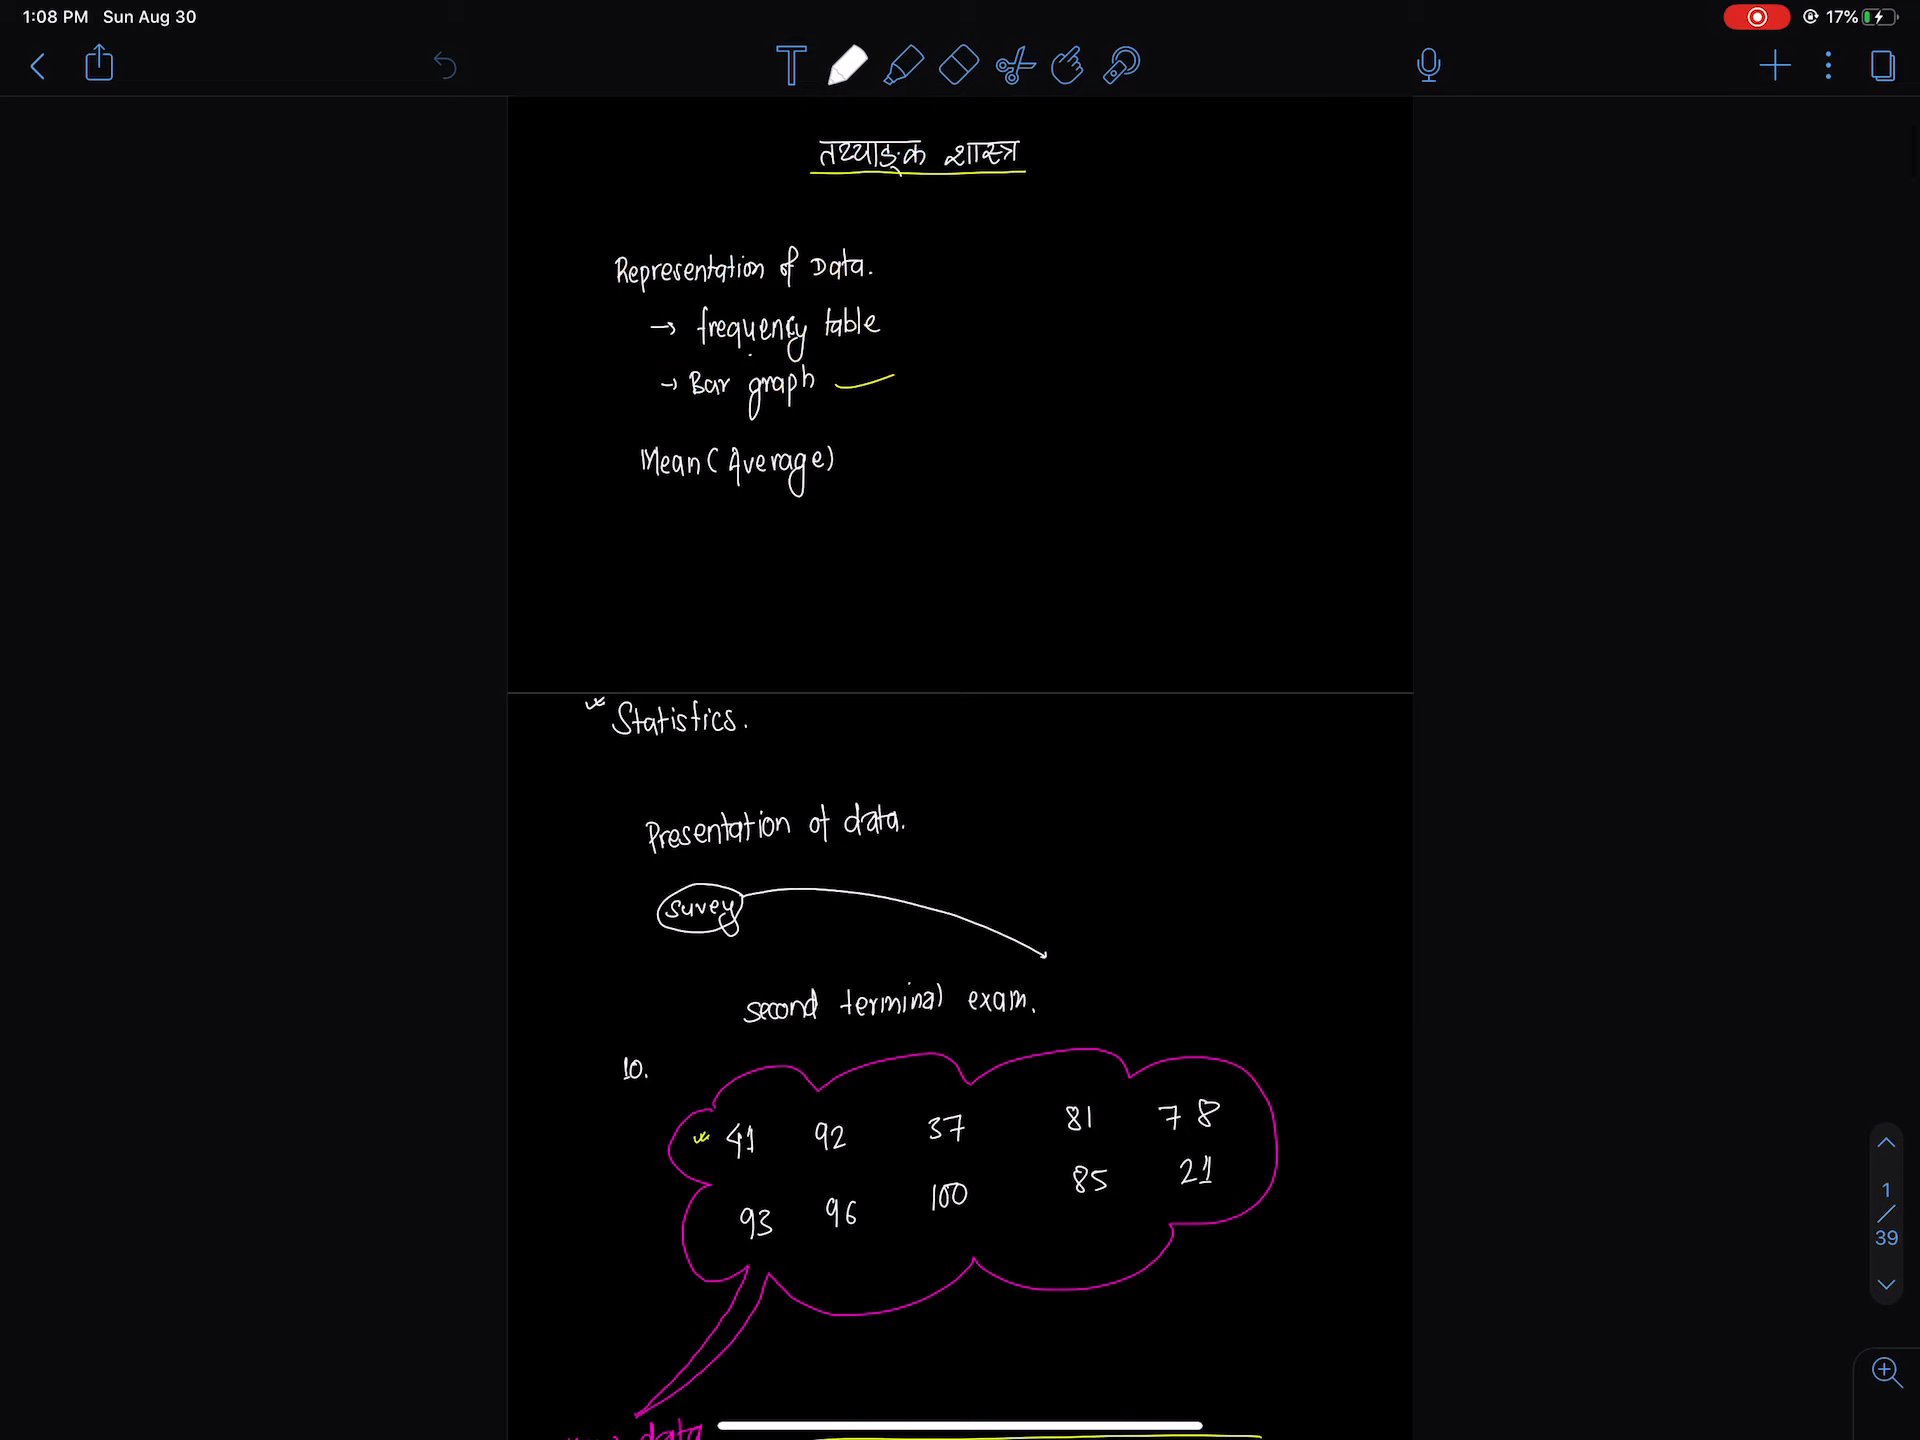 1:08 PM Sun Aug 30
17%
तथ्याङ्क शास्त्र
Representation of Data.
→ frequency table
→ Bar graph
Mean (Average)
Statistics.
Presentation of data.
suvey
second terminal exam.
10.
41 92 37 81 78
93 96 100 85 21
data
1
/
39